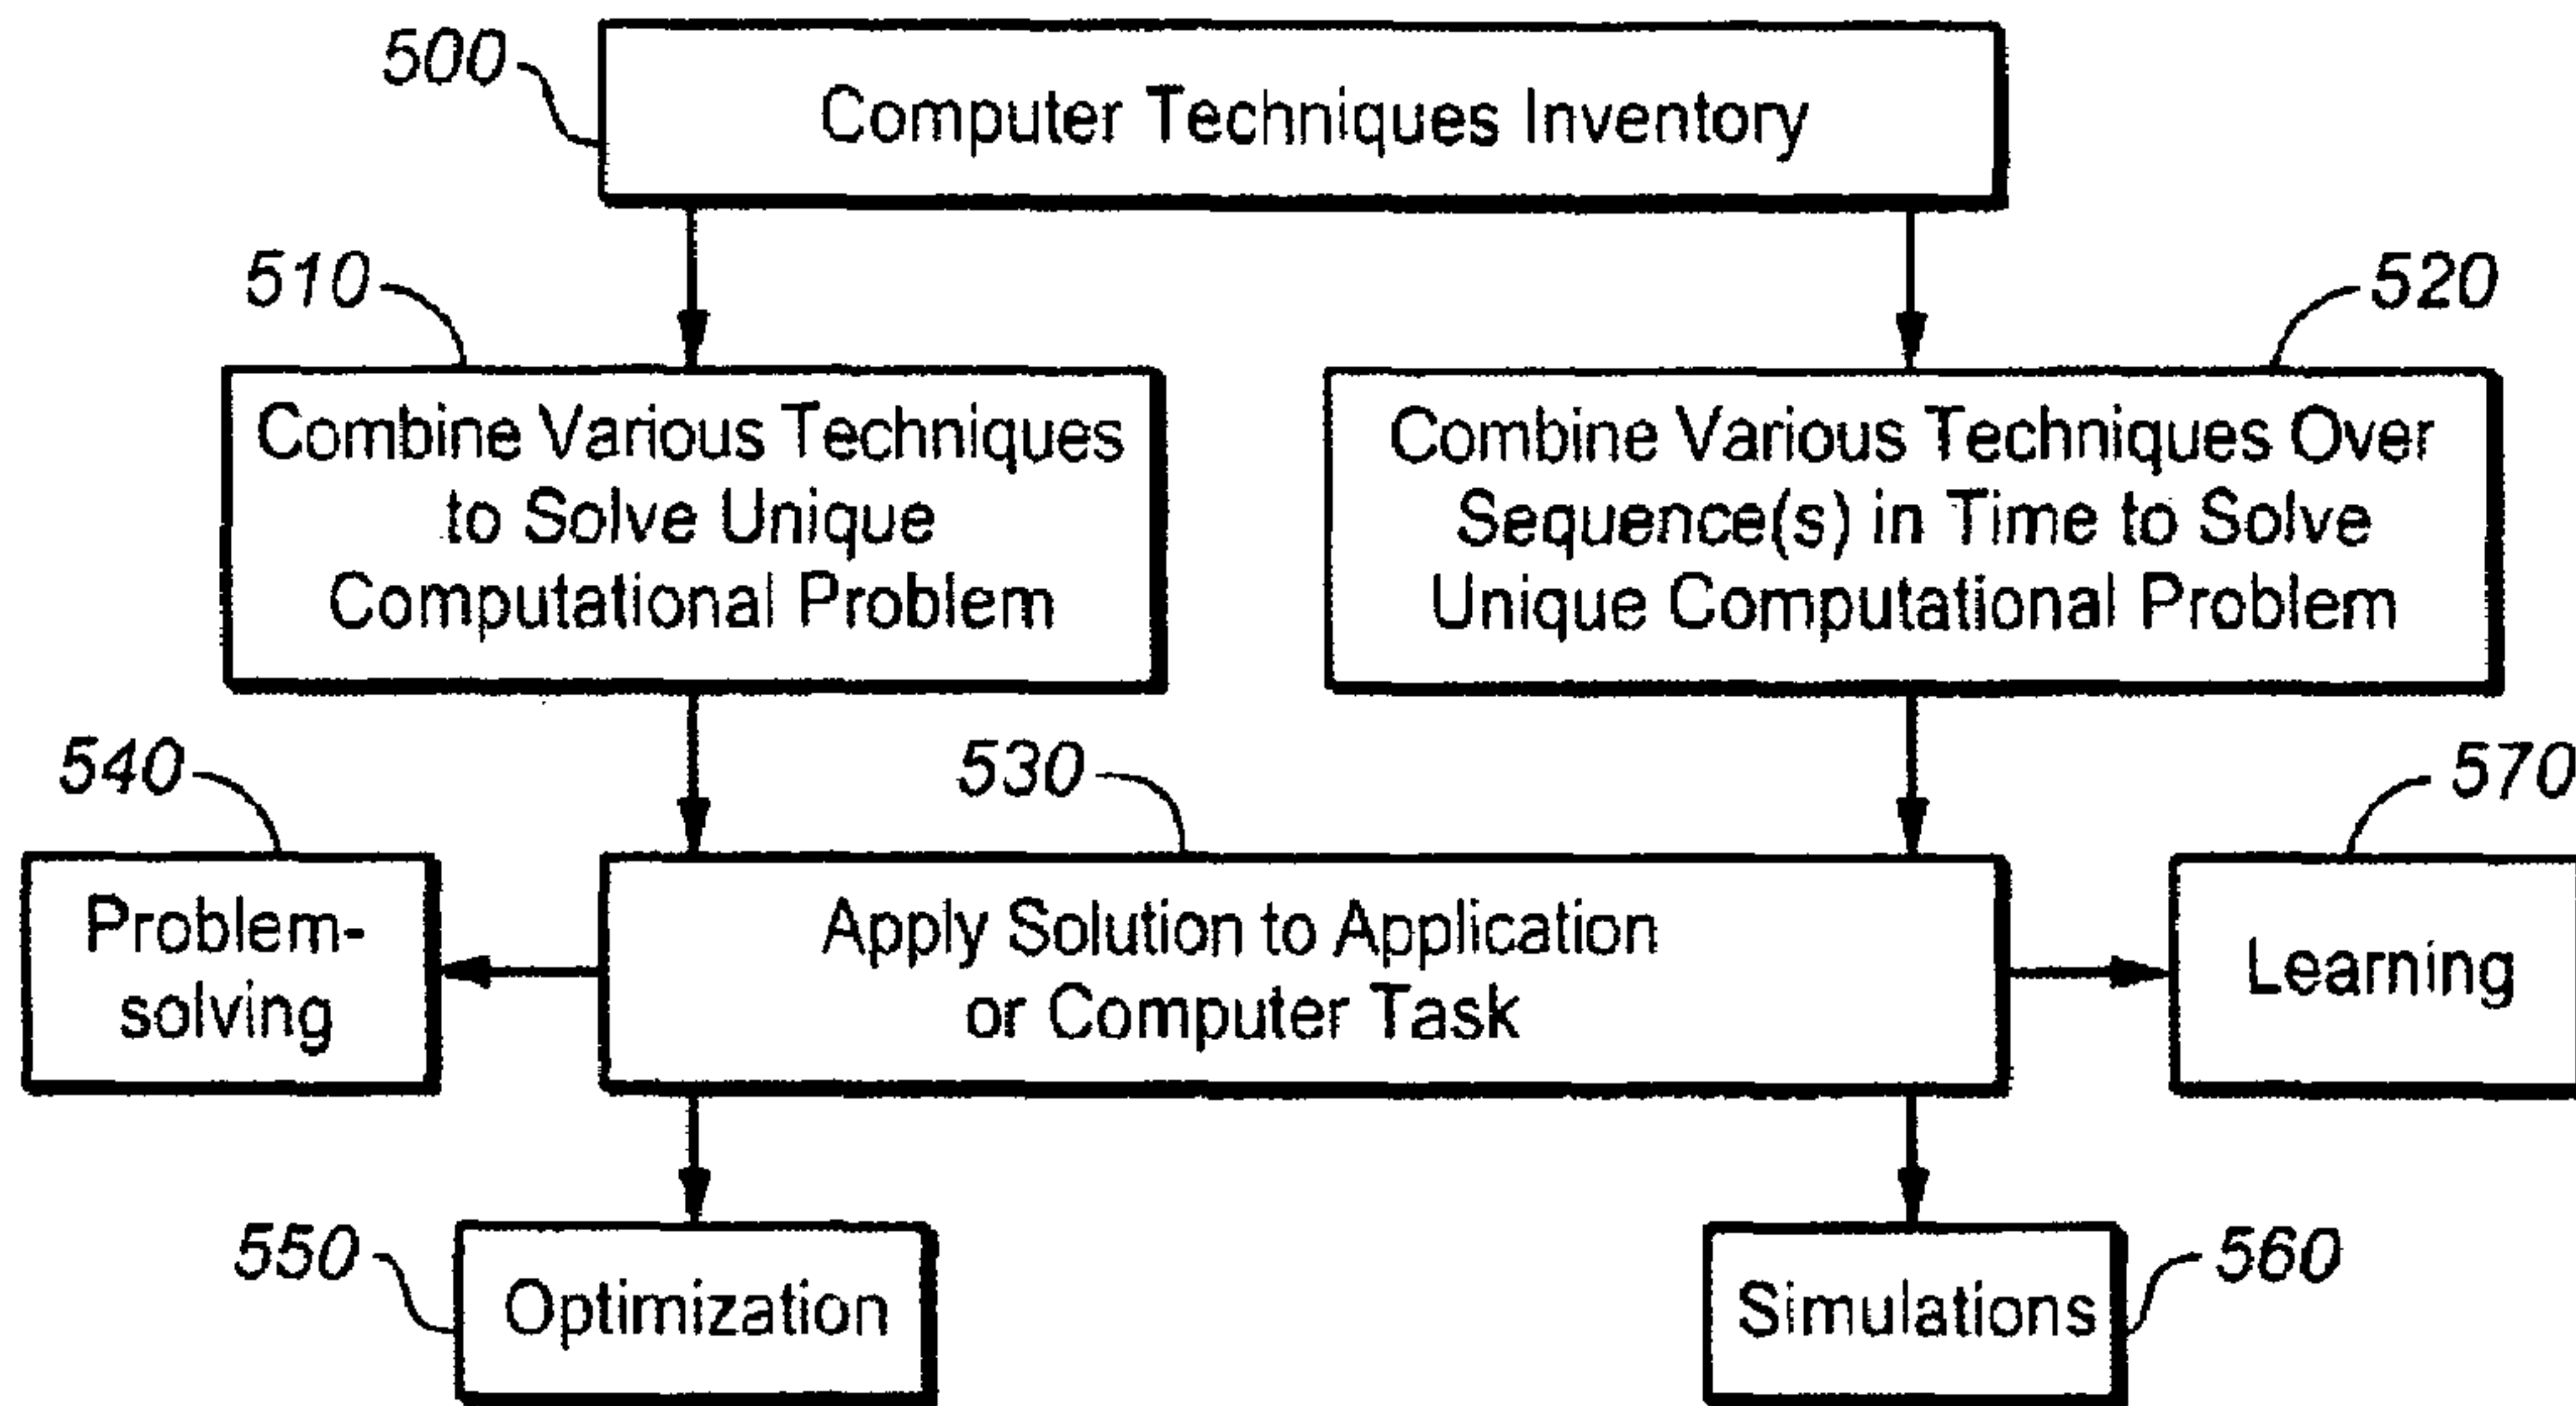 500
Computer Techniques Inventory
510
520
Combine Various Techniques
to Solve Unique
Computational Problem
Combine Various Techniques Over
Sequence(s) in Time to Solve
Unique Computational Problem
540
530
570
Problem-
solving
Apply Solution to Application
or Computer Task
Learning
550
Optimization
Simulations
560